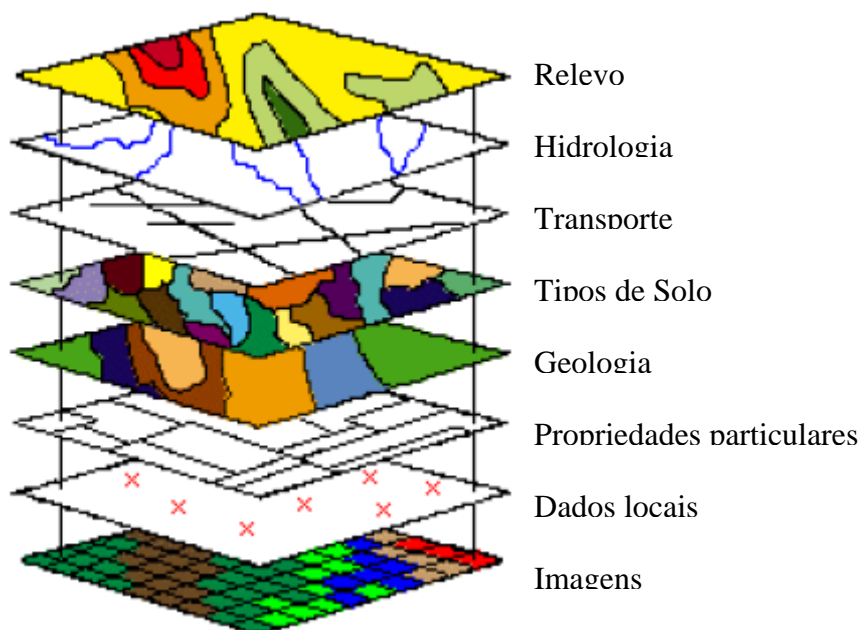 Relevo
Hidrologia
Transporte
Tipos de Solo
Geologia
Propriedades particulares
Dados locais
Imagens